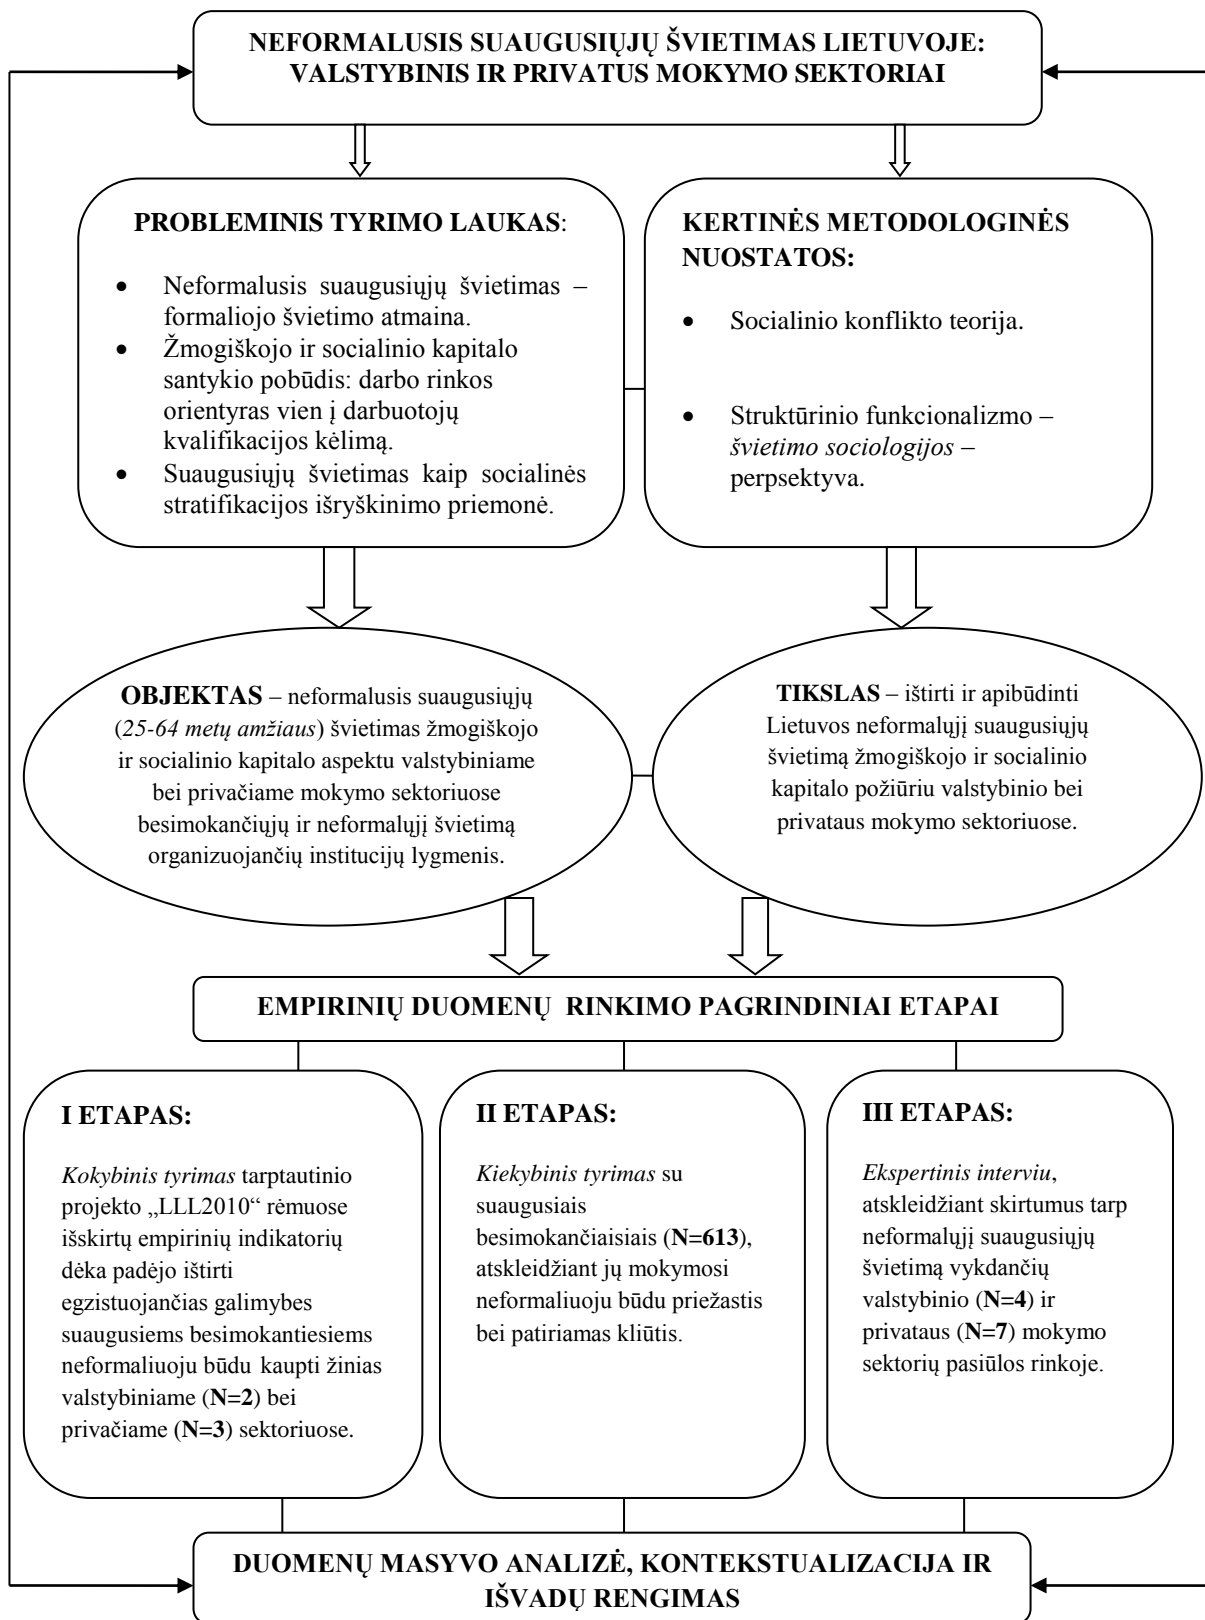 NEFORMALUSIS SUAUGUSIŲJŲ ŠVIETIMAS LIETUVOJE:
VALSTYBINIS IR PRIVATUS MOKYMO SEKTORIAI
PROBLEMINIS TYRIMO LAUKAS:
• Neformalusis suaugusiųjų švietimas –
formaliojo švietimo atmaina.
• Žmogiškojo ir socialinio kapitalo
santykio pobūdis: darbo rinkos
orientyras vien į darbuotojų
kvalifikacijos kėlimą.
• Suaugusiųjų švietimas kaip socialinės
stratifikacijos išryškinimo priemonė.
KERTINĖS METODOLOGINĖS
NUOSTATOS:
• Socialinio konflikto teorija.
• Struktūrinio funkcionalizmo –
švietimo sociologijos –
perpsektyva.
OBJEKTAS – neformalusis suaugusiųjų
(25-64 metų amžiaus) švietimas žmogiškojo
ir socialinio kapitalo aspektu valstybiniame
bei privačiame mokymo sektoriuose
besimokančiųjų ir neformalųjį švietimą
organizuojančių institucijų lygmenis.
TIKSLAS – ištirti ir apibūdinti
Lietuvos neformalųjį suaugusiųjų
švietimą žmogiškojo ir socialinio
kapitalo požiūriu valstybinio bei
privataus mokymo sektoriuose.
EMPIRINIŲ DUOMENŲ RINKIMO PAGRINDINIAI ETAPAI
I ETAPAS:
Kokybinis tyrimas tarptautinio
projekto „LLL2010“ rėmuose
išskirtų empirinių indikatorių
dėka padėjo ištirti
egzistuojančias galimybes
suaugusiems besimokantiesiems
neformaliuoju būdu kaupti žinias
valstybiniame (N=2) bei
privačiame (N=3) sektoriuose.
II ETAPAS:
Kiekybinis tyrimas su
suaugusiais
besimokančiaisiais (N=613),
atskleidžiant jų mokymosi
neformaliuoju būdu priežastis
bei patiriamas kliūtis.
III ETAPAS:
Ekspertinis interviu,
atskleidžiant skirtumus tarp
neformalųjį suaugusiųjų
švietimą vykdančių
valstybinio (N=4) ir
privataus (N=7) mokymo
sektorių pasiūlos rinkoje.
DUOMENŲ MASYVO ANALIZĖ, KONTEKSTUALIZACIJA IR
IŠVADŲ RENGIMAS